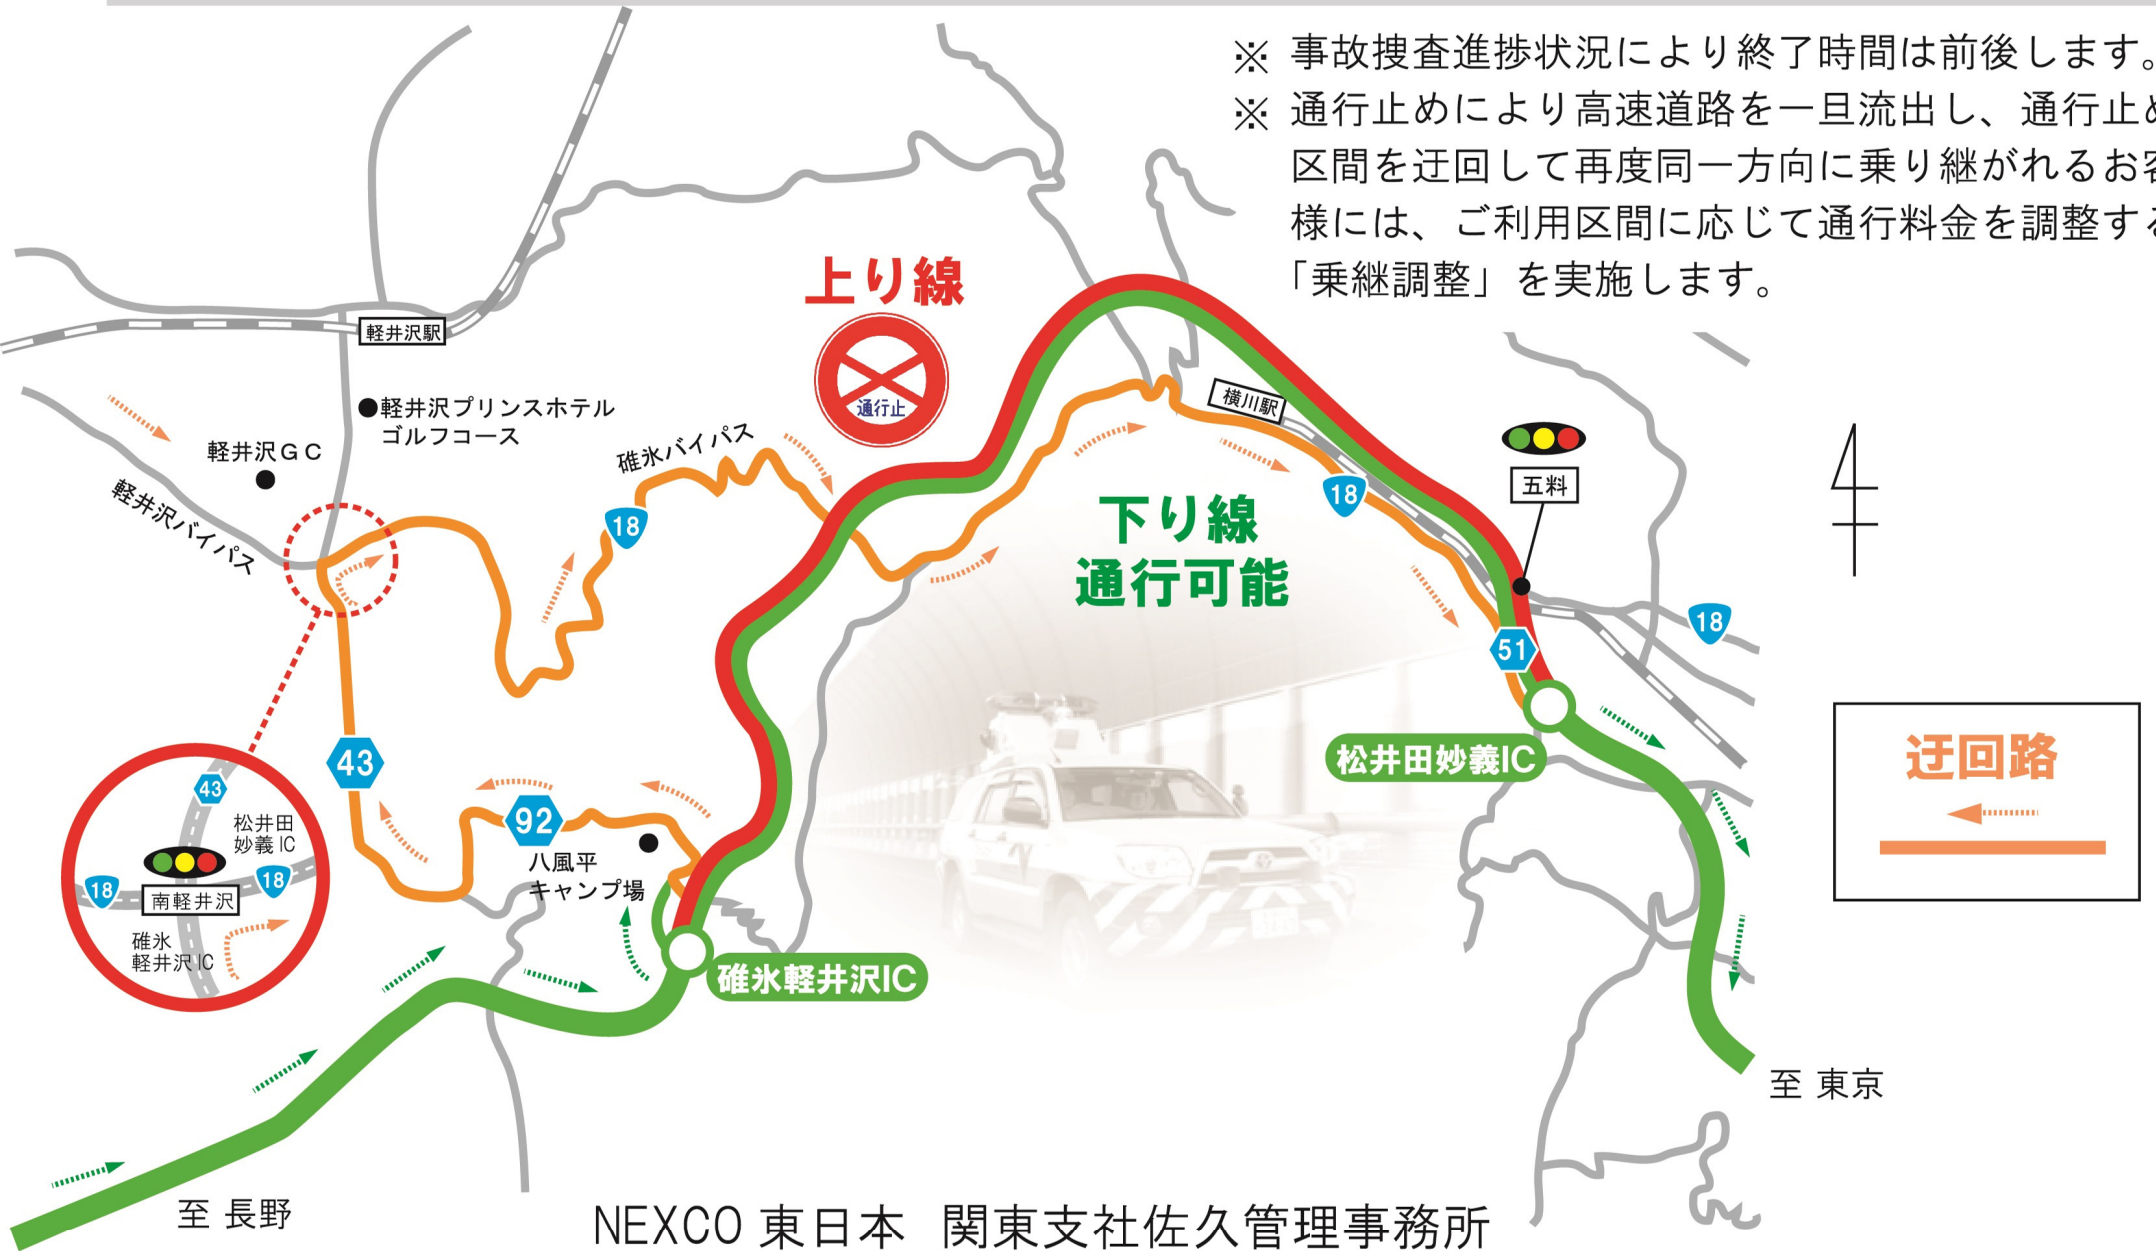 ※ 事故捜査進捗状況により終了時間は前後します。
※ 通行止めにより高速道路を一旦流出し、通行止め
区間を迂回して再度同一方向に乗り継がれるお客
様には、ご利用区間に応じて通行料金を調整する
「乗継調整」を実施します。
上り線
通行止
軽井沢駅
軽井沢プリンスホテル
ゴルフコース
軽井沢GC
軽井沢バイパス
碓氷バイパス
18
横川駅
18
五料
下り線
通行可能
51
18
松井田妙義IC
迂回路
43
92
八風平
キャンプ場
43
松井田
妙義IC
18
18
南軽井沢
碓氷
軽井沢IC
碓氷軽井沢IC
至 東京
至 長野
NEXCO 東日本 関東支社佐久管理事務所